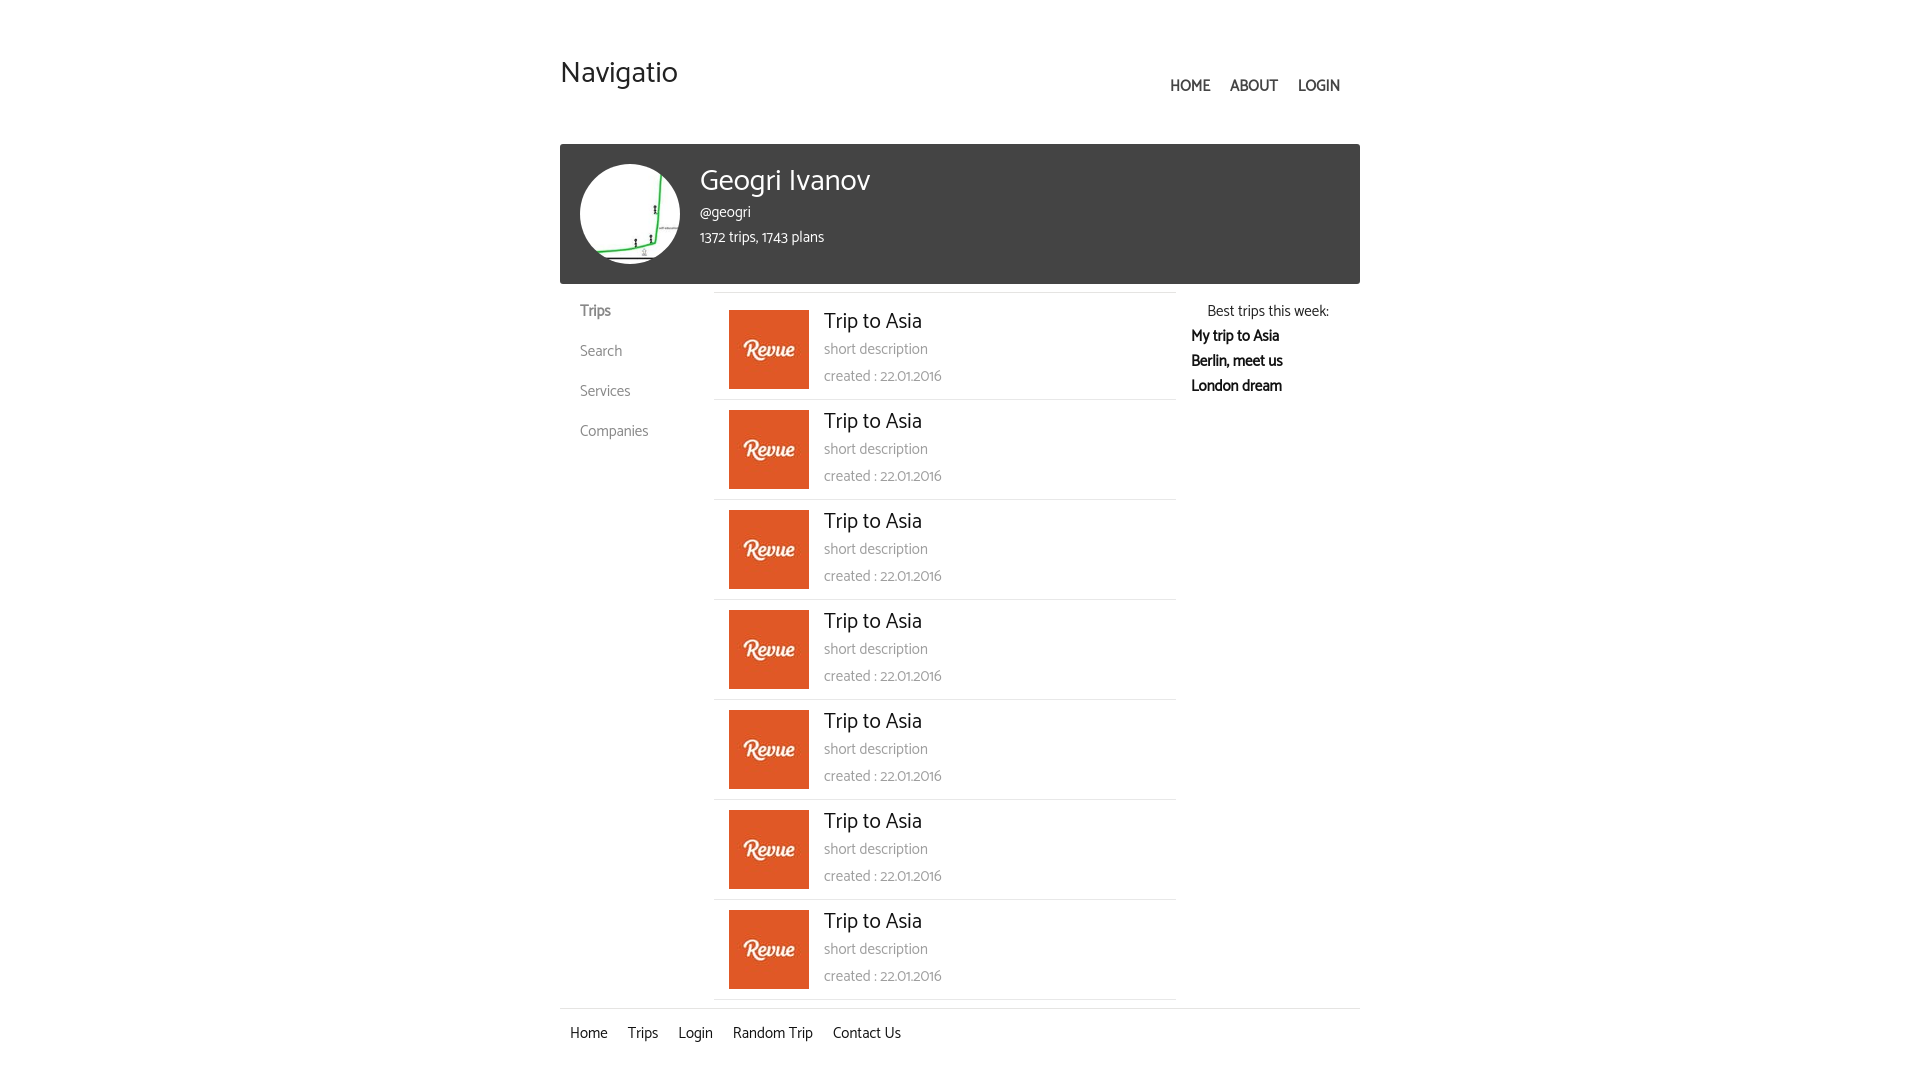 Navigatio
HOME ABOUT LOGIN
Geogri Ivanov
@geogri
1372 trips, 1743 plans
Trips
Search
Services
Companies
Revue
Trip to Asia
short description
created : 22.01.2016
Revue
Trip to Asia
short description
created : 22.01.2016
Revue
Trip to Asia
short description
created : 22.01.2016
Revue
Trip to Asia
short description
created : 22.01.2016
Revue
Trip to Asia
short description
created : 22.01.2016
Revue
Trip to Asia
short description
created : 22.01.2016
Revue
Trip to Asia
short description
created : 22.01.2016
Best trips this week:
My trip to Asia
Berlin, meet us
London dream
Home Trips Login Random Trip Contact Us